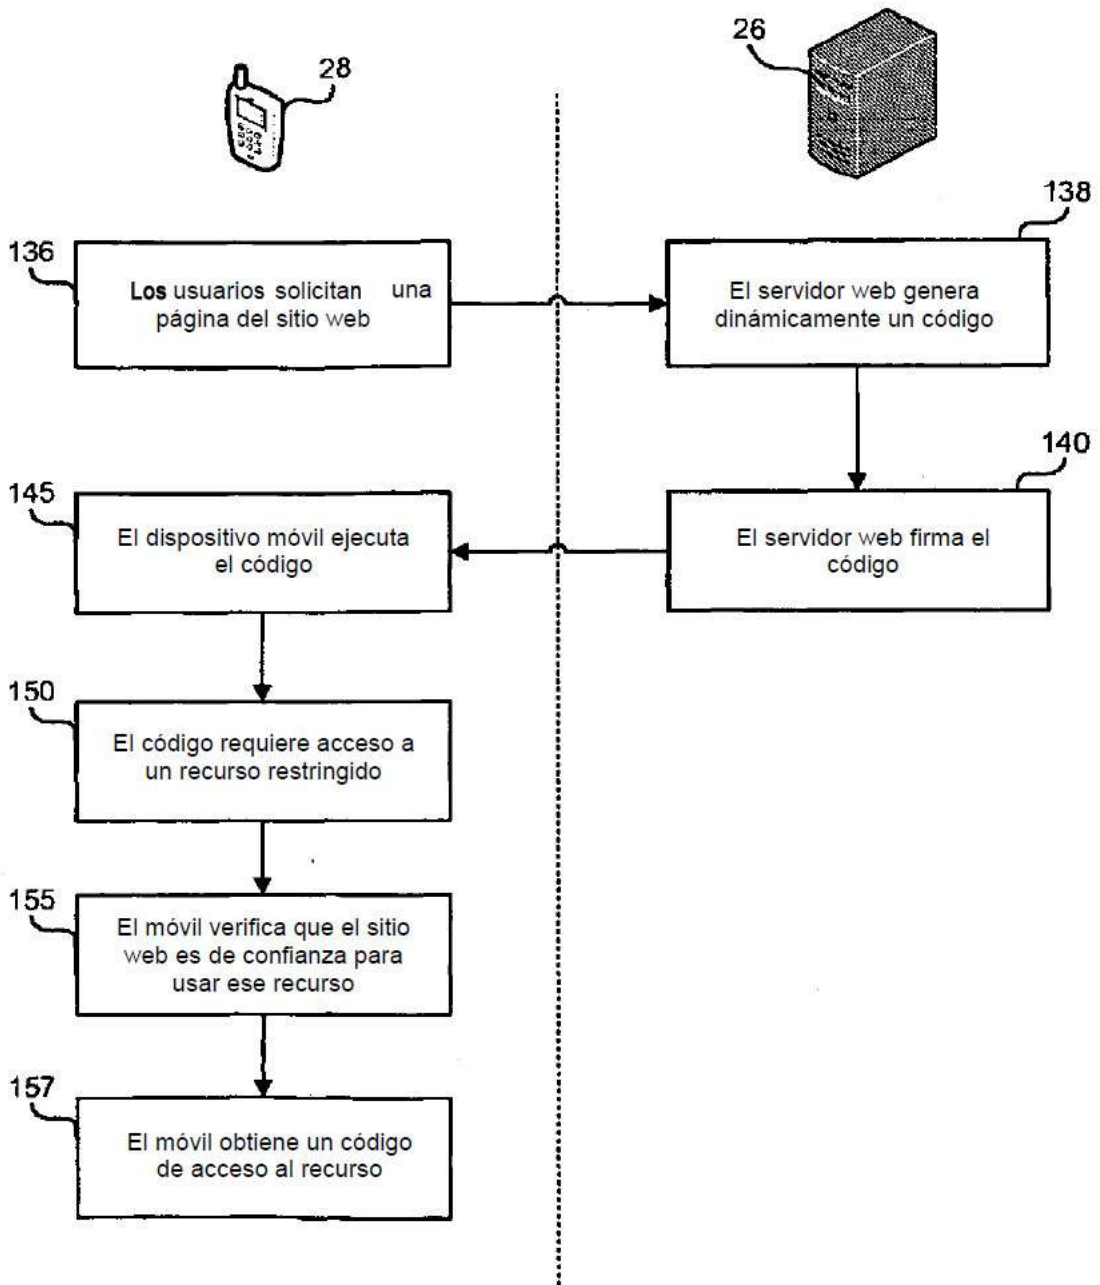 28
26
136
Los usuarios solicitan una
página del sitio web
138
El servidor web genera
dinámicamente un código
140
El servidor web firma el
código
145
El dispositivo móvil ejecuta
el código
150
El código requiere acceso a
un recurso restringido
155
El móvil verifica que el sitio
web es de confianza para
usar ese recurso
157
El móvil obtiene un código
de acceso al recurso